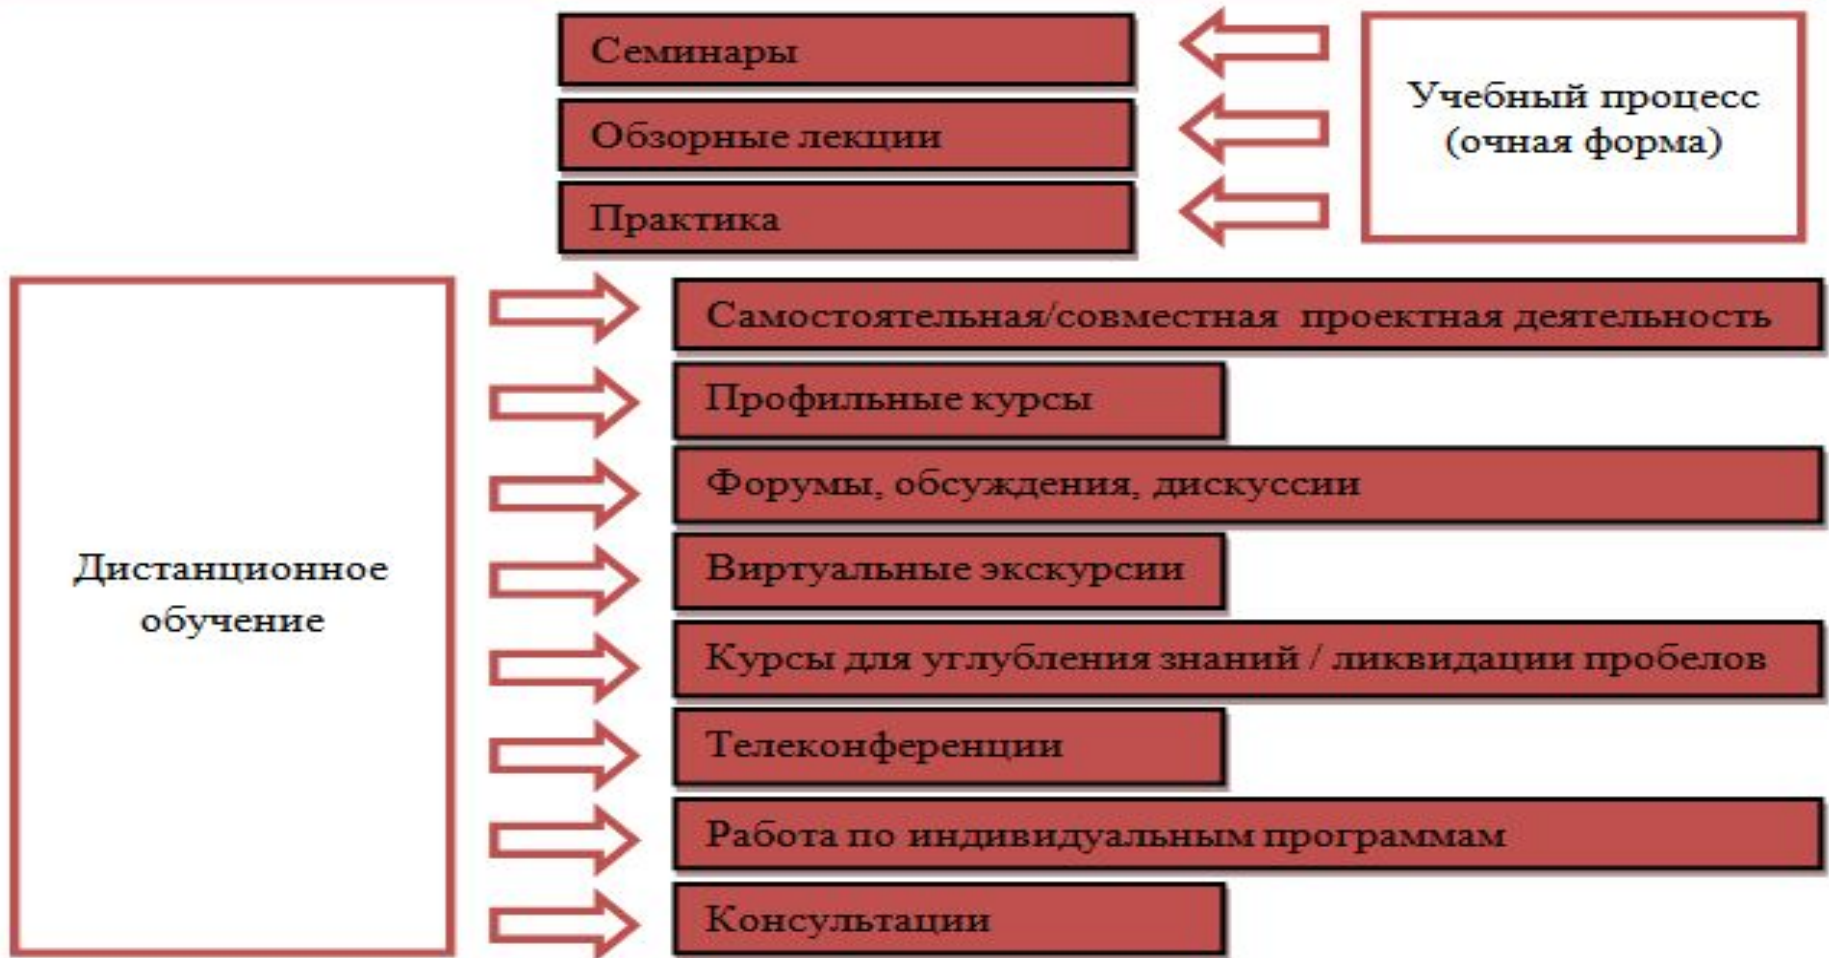 Семинары
Обзорные лекции
Практика
Учебный процесс
(очная форма)
Дистанционное
обучение
Самостоятельная/совместная проектная деятельность
Профильные курсы
Форумы, обсуждения, дискуссии
Виртуальные экскурсии
Курсы для углубления знаний / ликвидации пробелов
Телеконференции
Работа по индивидуальным программам
Консультации